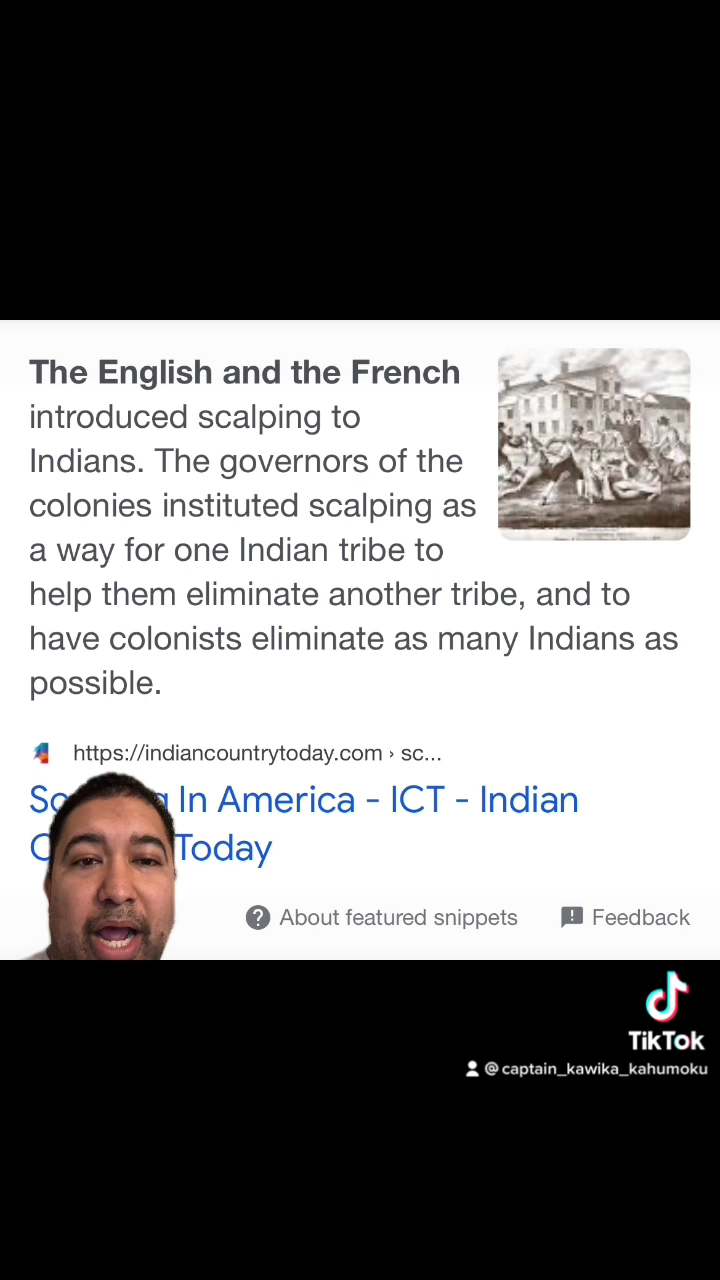 The English and the French
introduced scalping to
Indians. The governors of the
colonies instituted scalping as
a way for one Indian tribe to
help them eliminate another tribe, and to
have colonists eliminate as many Indians as
possible.
https://indiancountrytoday.com › sc...
In America - ICT - Indian
Today
About featured snippets
Feedback
TikTok
@captain_kawika_kahumoku